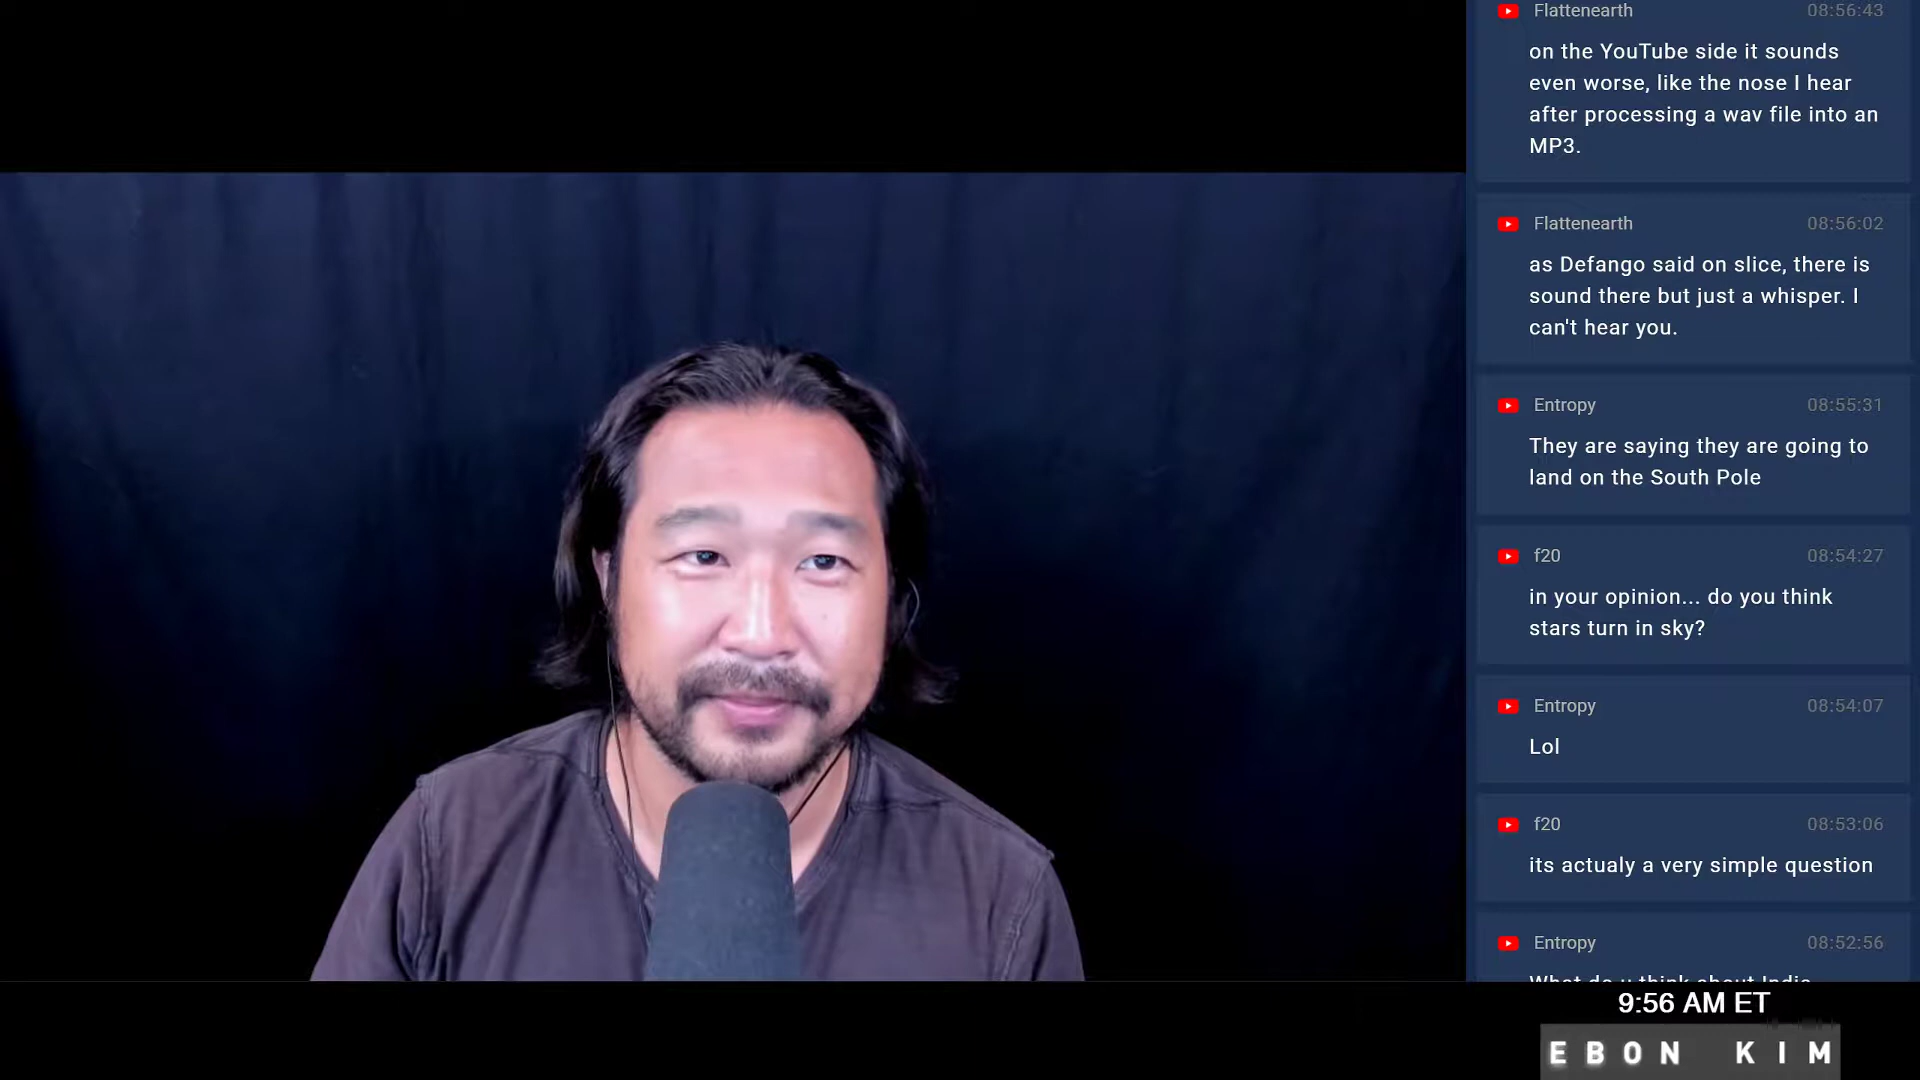 Flattenearth 08:56:43
on the YouTube side it sounds
even worse, like the nose I hear
after processing a wav file into an
MP3.
Flattenearth 08:56:02
as Defango said on slice, there is
sound there but just a whisper. I
can't hear you.
Entropy 08:55:31
They are saying they are going to
land on the South Pole
f20 08:54:27
in your opinion... do you think
stars turn in sky?
Entropy 08:54:07
Lol
f20 08:53:06
its actualy a very simple question
Entropy 08:52:56
What do u think about India
9:56 AM ET
EBON KIM